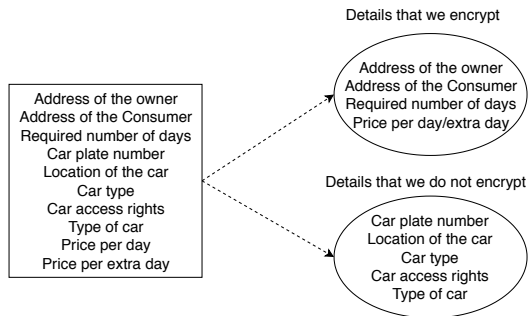 Details that we encrypt
Address of the owner
Address of the Consumer
Required number of days
Price per day/extra day
Address of the owner
Address of the Consumer
Required number of days
Car plate number
Location of the car
Car type
Car access rights
Type of car
Price per day
Price per extra day
Details that we do not encrypt
Car plate number
Location of the car
Car type
Car access rights
Type of car